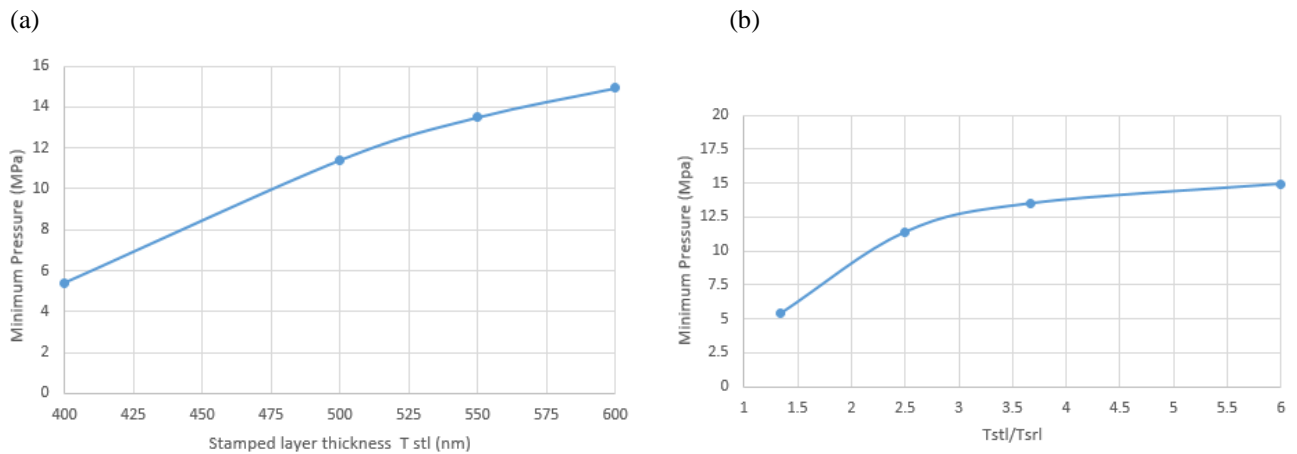 (a)
(b)
16
14
12
10
8
6
4
2
0
Minimum Pressure (MPa)
400 425 450 475 500 525 550 575 600
Stamped layer thickness T stl (nm)
20
17.5
15
12.5
10
7.5
5
2.5
0
Minimum Pressure (Mpa)
1 1.5 2 2.5 3 3.5 4 4.5 5 5.5 6
Tstl/Tsrl